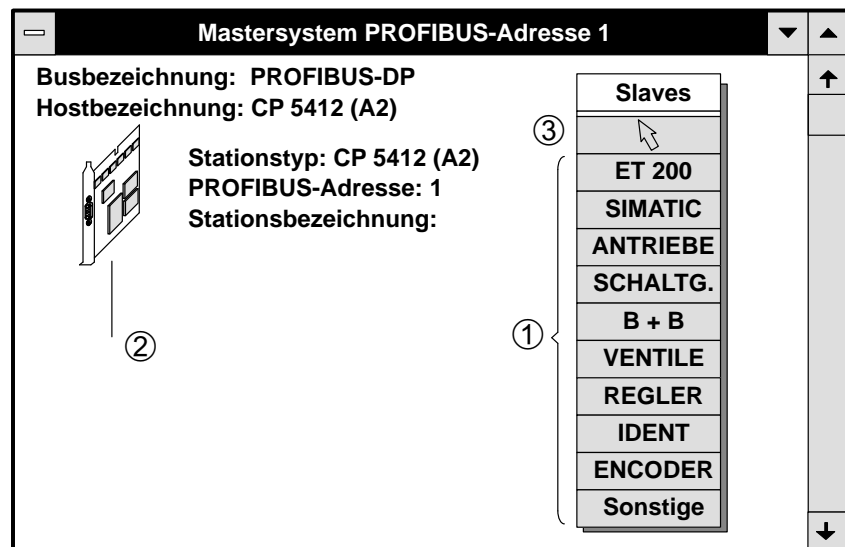 Mastersystem PROFIBUS-Adresse 1
Busbezeichnung: PROFIBUS-DP
Hostbezeichnung: CP 5412 (A2)
Stationstyp: CP 5412 (A2)
PROFIBUS-Adresse: 1
Stationsbezeichnung:
②
Slaves
③
①
ET 200
SIMATIC
ANTRIEBE
SCHALTG.
B + B
VENTILE
REGLER
IDENT
ENCODER
Sonstige